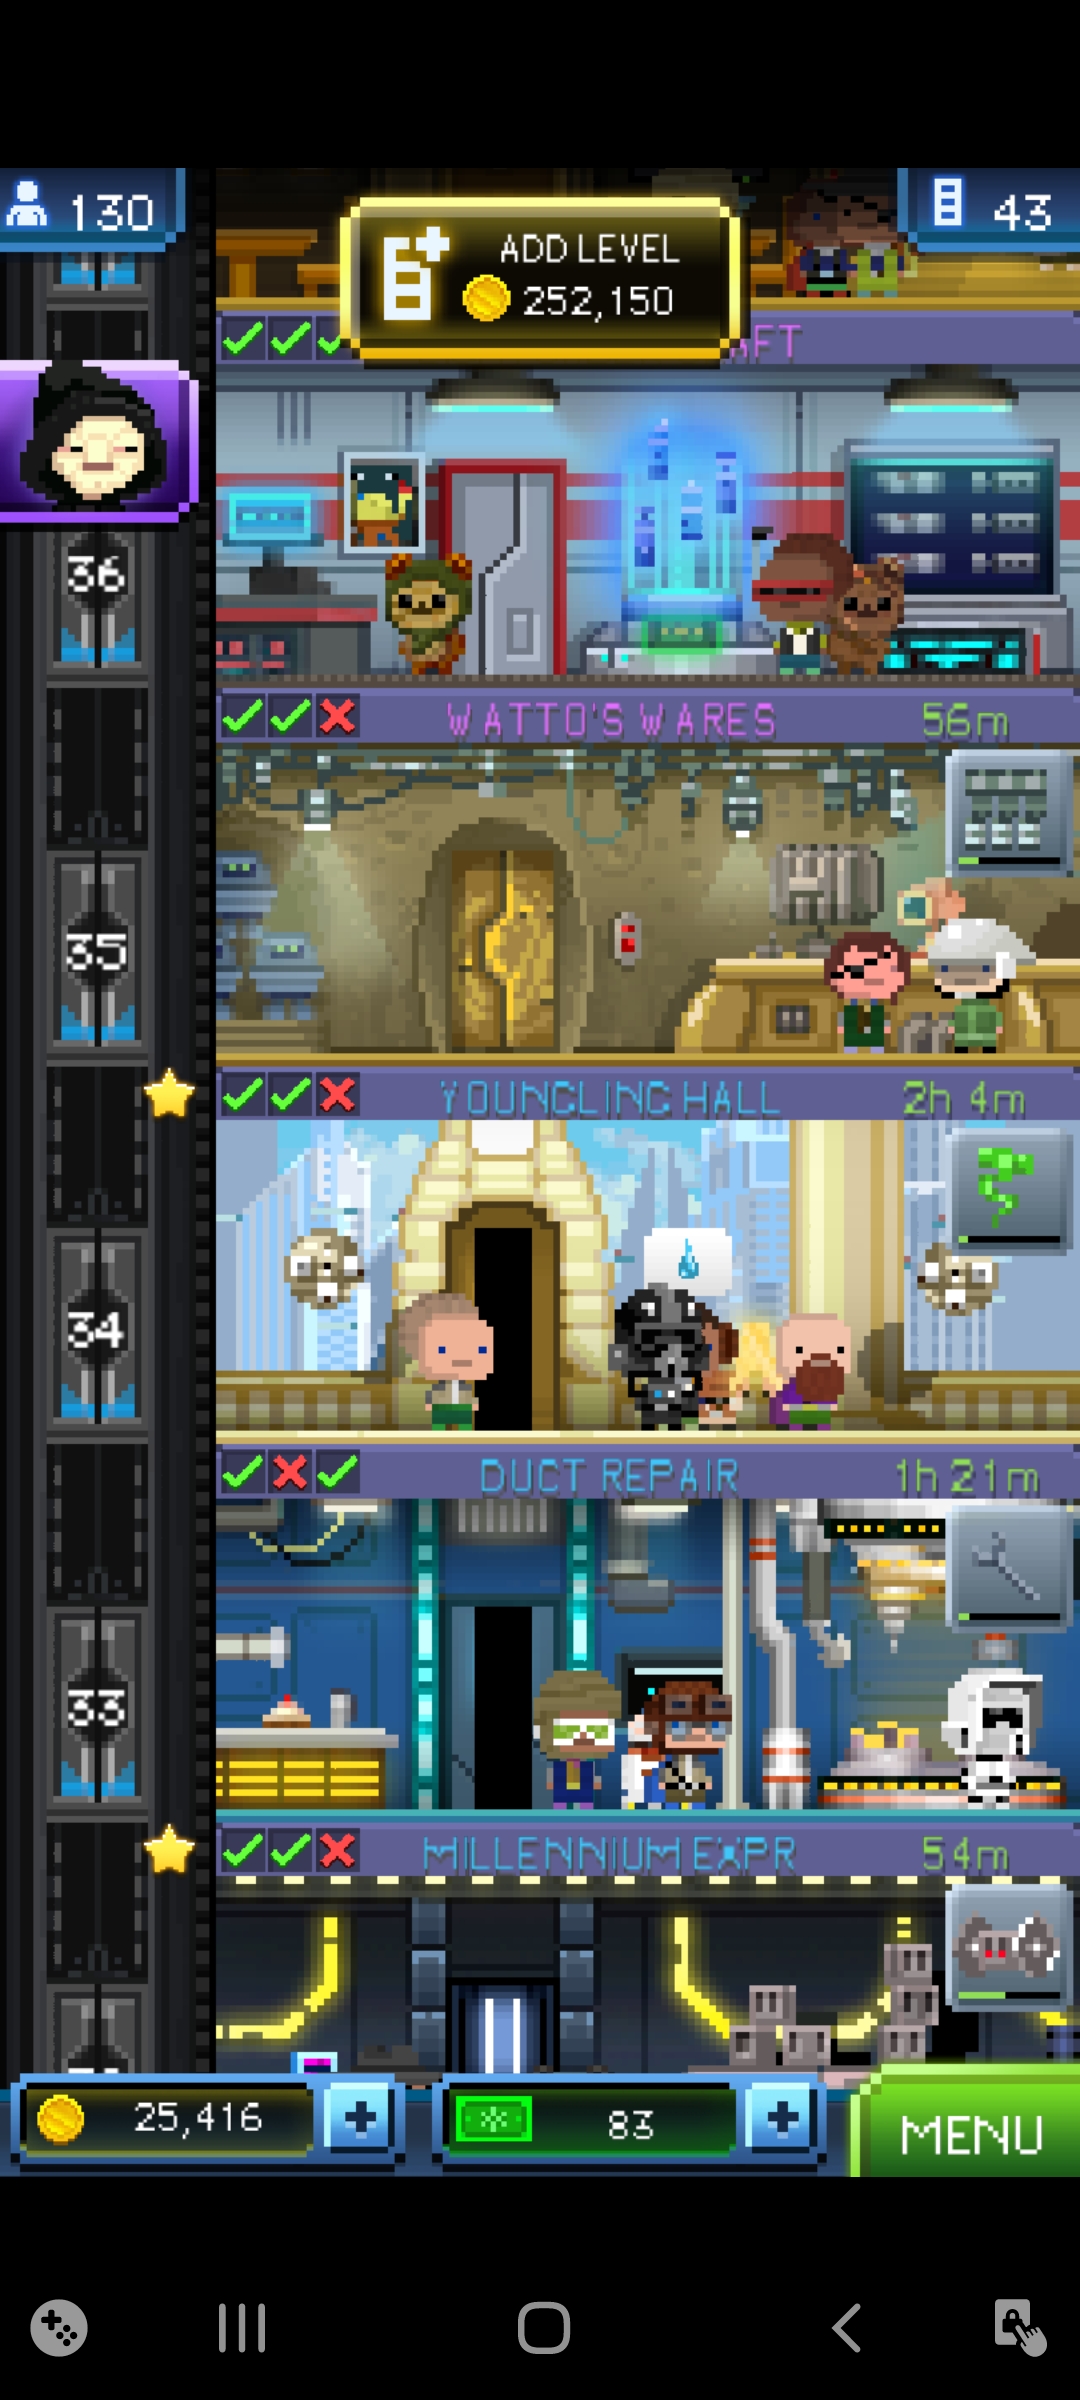 130
ADD LEVEL
252,150
43
36
WATTO'S WARES
56m
35
YOUNGLING HALL
2h 4m
34
DUCT REPAIR
1h 21m
33
MILLENNIUM EXPR
54m
25,416
83
MENU